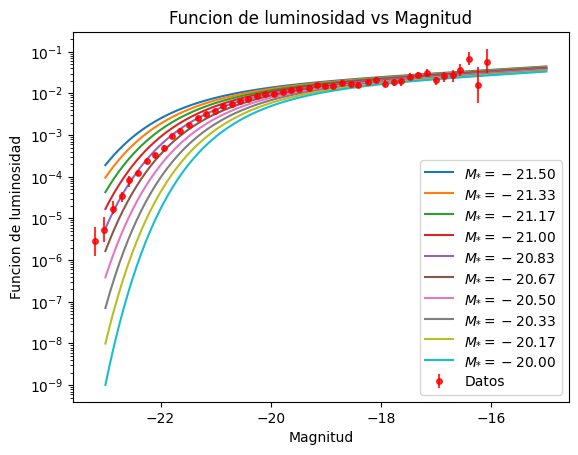 Funcion de luminosidad vs Magnitud
Funcion de luminosidad
10⁻¹
10⁻²
10⁻³
10⁻⁴
10⁻⁵
10⁻⁶
10⁻⁷
10⁻⁸
10⁻⁹
M* = −21.50
M* = −21.33
M* = −21.17
M* = −21.00
M* = −20.83
M* = −20.67
M* = −20.50
M* = −20.33
M* = −20.17
M* = −20.00
Datos
−22 −20 −18 −16
Magnitud